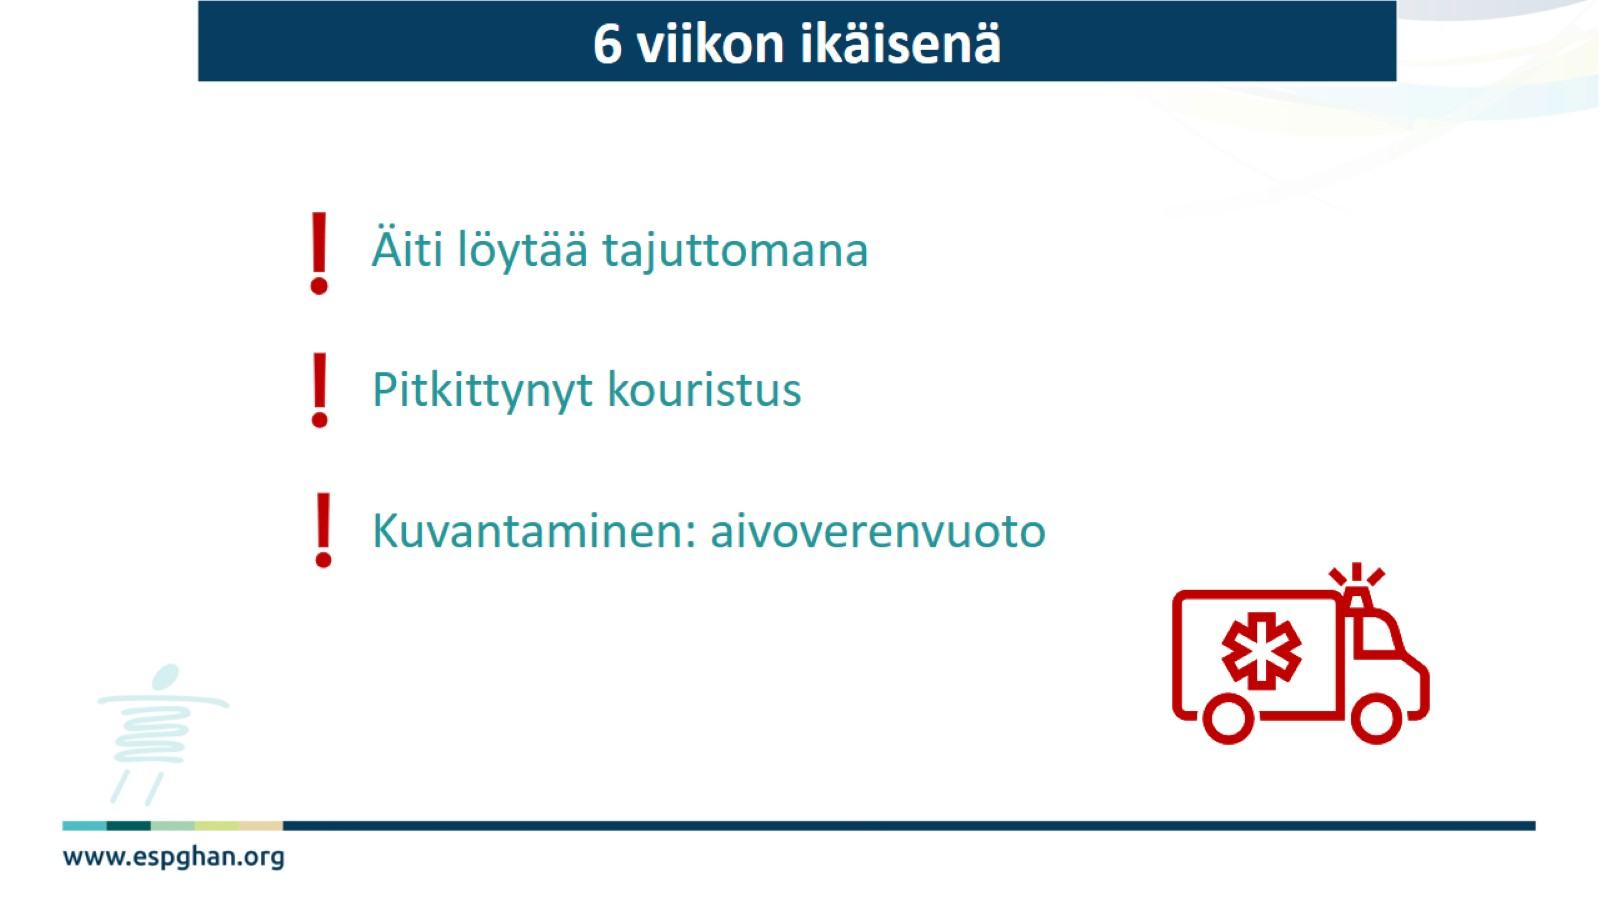 6 viikon ikäisenä
Äiti löytää tajuttomana
Pitkittynyt kouristus
Kuvantaminen: aivoverenvuoto
www.espghan.org